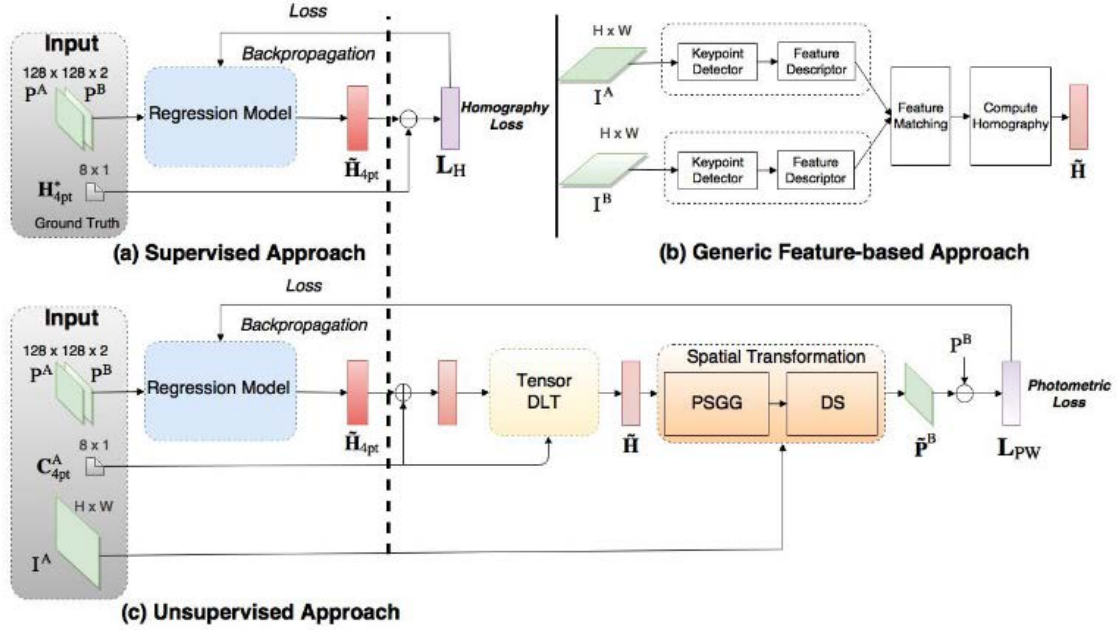 Loss
Input
Backpropagation
128 x 128 x 2
P^A P^B
Regression Model
Homography
Loss
H̃_4pt
L_H
8 x 1
H*_4pt
Ground Truth
(a) Supervised Approach
H x W
I^A
Keypoint
Detector
Feature
Descriptor
H x W
I^B
Keypoint
Detector
Feature
Descriptor
Feature
Matching
Compute
Homography
H̃
(b) Generic Feature-based Approach
Loss
Input
Backpropagation
128 x 128 x 2
P^A P^B
Regression Model
H̃_4pt
8 x 1
C^A_4pt
H x W
I^A
Tensor
DLT
H̃
Spatial Transformation
PSGG
DS
P̃^B
P^B
Photometric
Loss
L_PW
(c) Unsupervised Approach